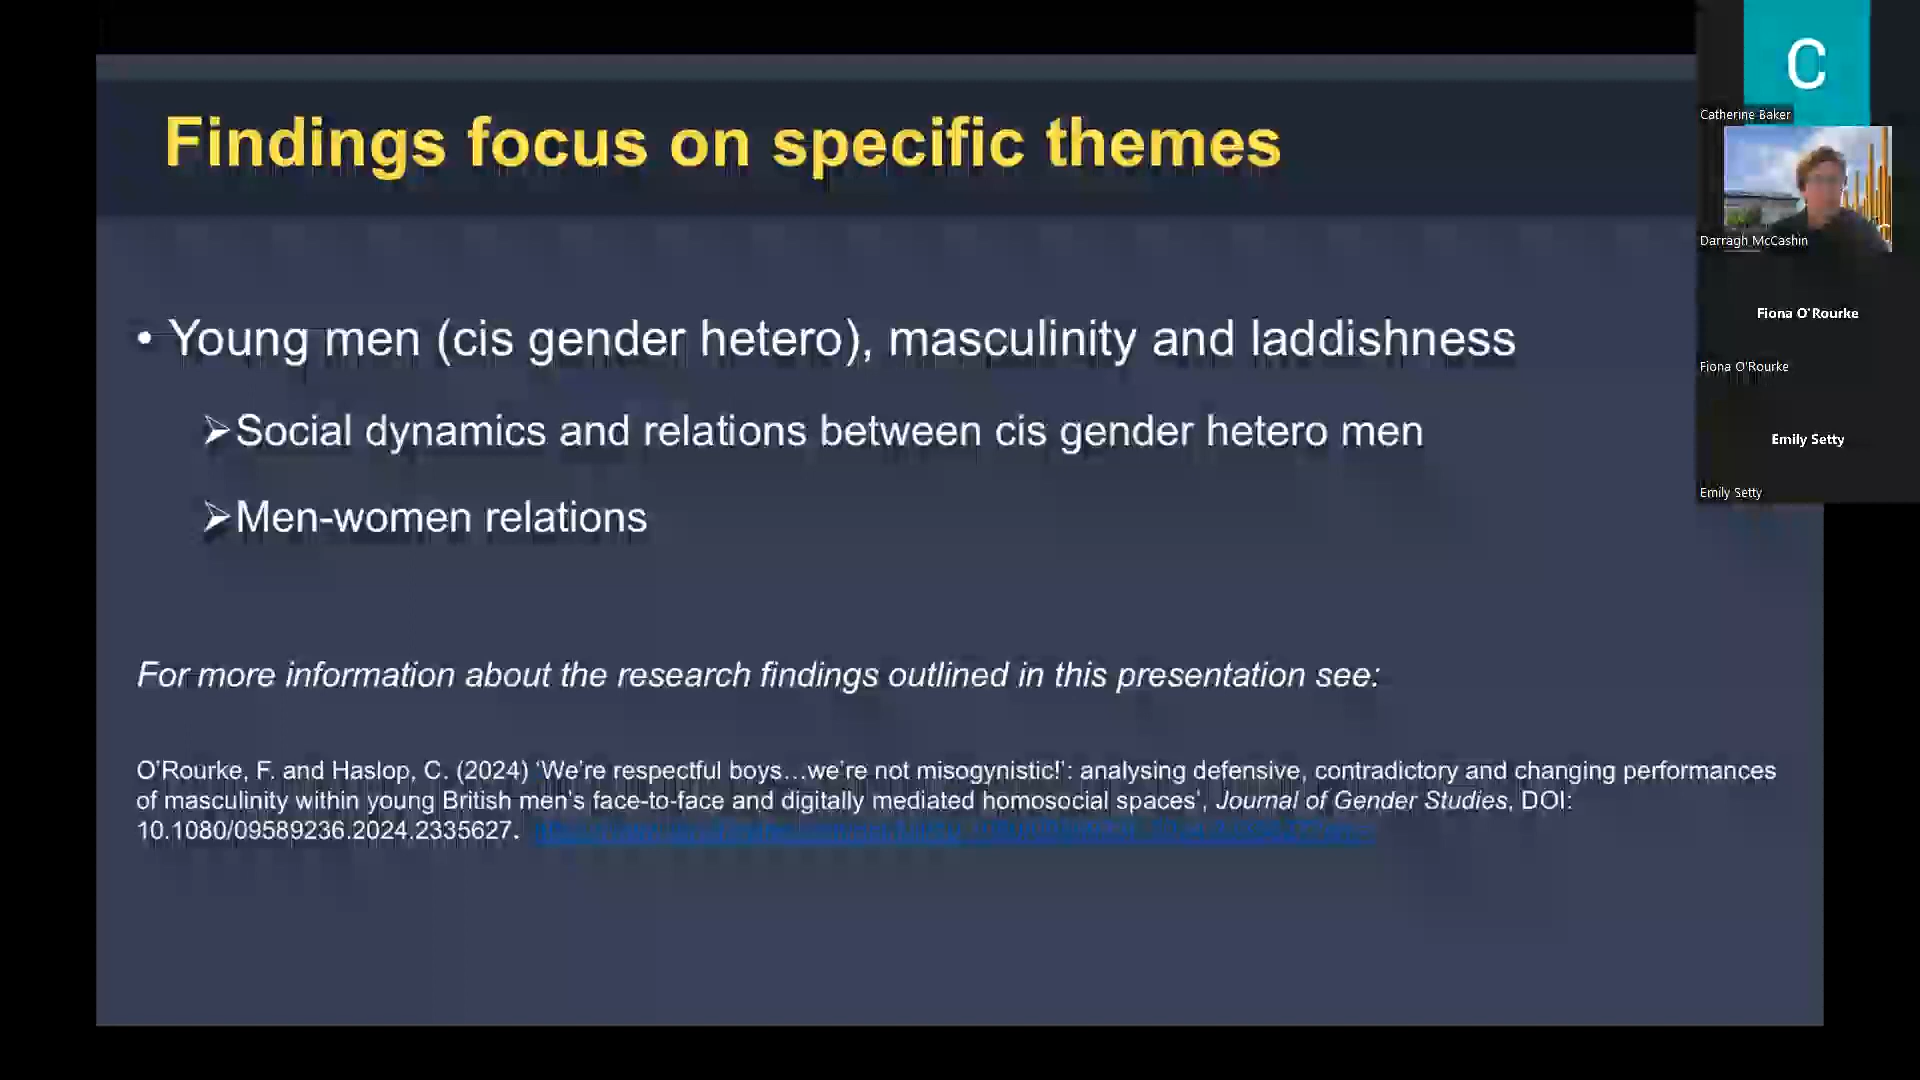 Findings focus on specific themes
• Young men (cis gender hetero), masculinity and laddishness
➢Social dynamics and relations between cis gender hetero men
➢Men-women relations
For more information about the research findings outlined in this presentation see:
O'Rourke, F. and Haslop, C. (2024) 'We're respectful boys…we're not misogynistic!': analysing defensive, contradictory and changing performances
of masculinity within young British men's face-to-face and digitally mediated homosocial spaces', Journal of Gender Studies, DOI:
10.1080/09589236.2024.2335627.
C
Catherine Baker
Darragh McCashin
Fiona O'Rourke
Fiona O'Rourke
Emily Setty
Emily Setty